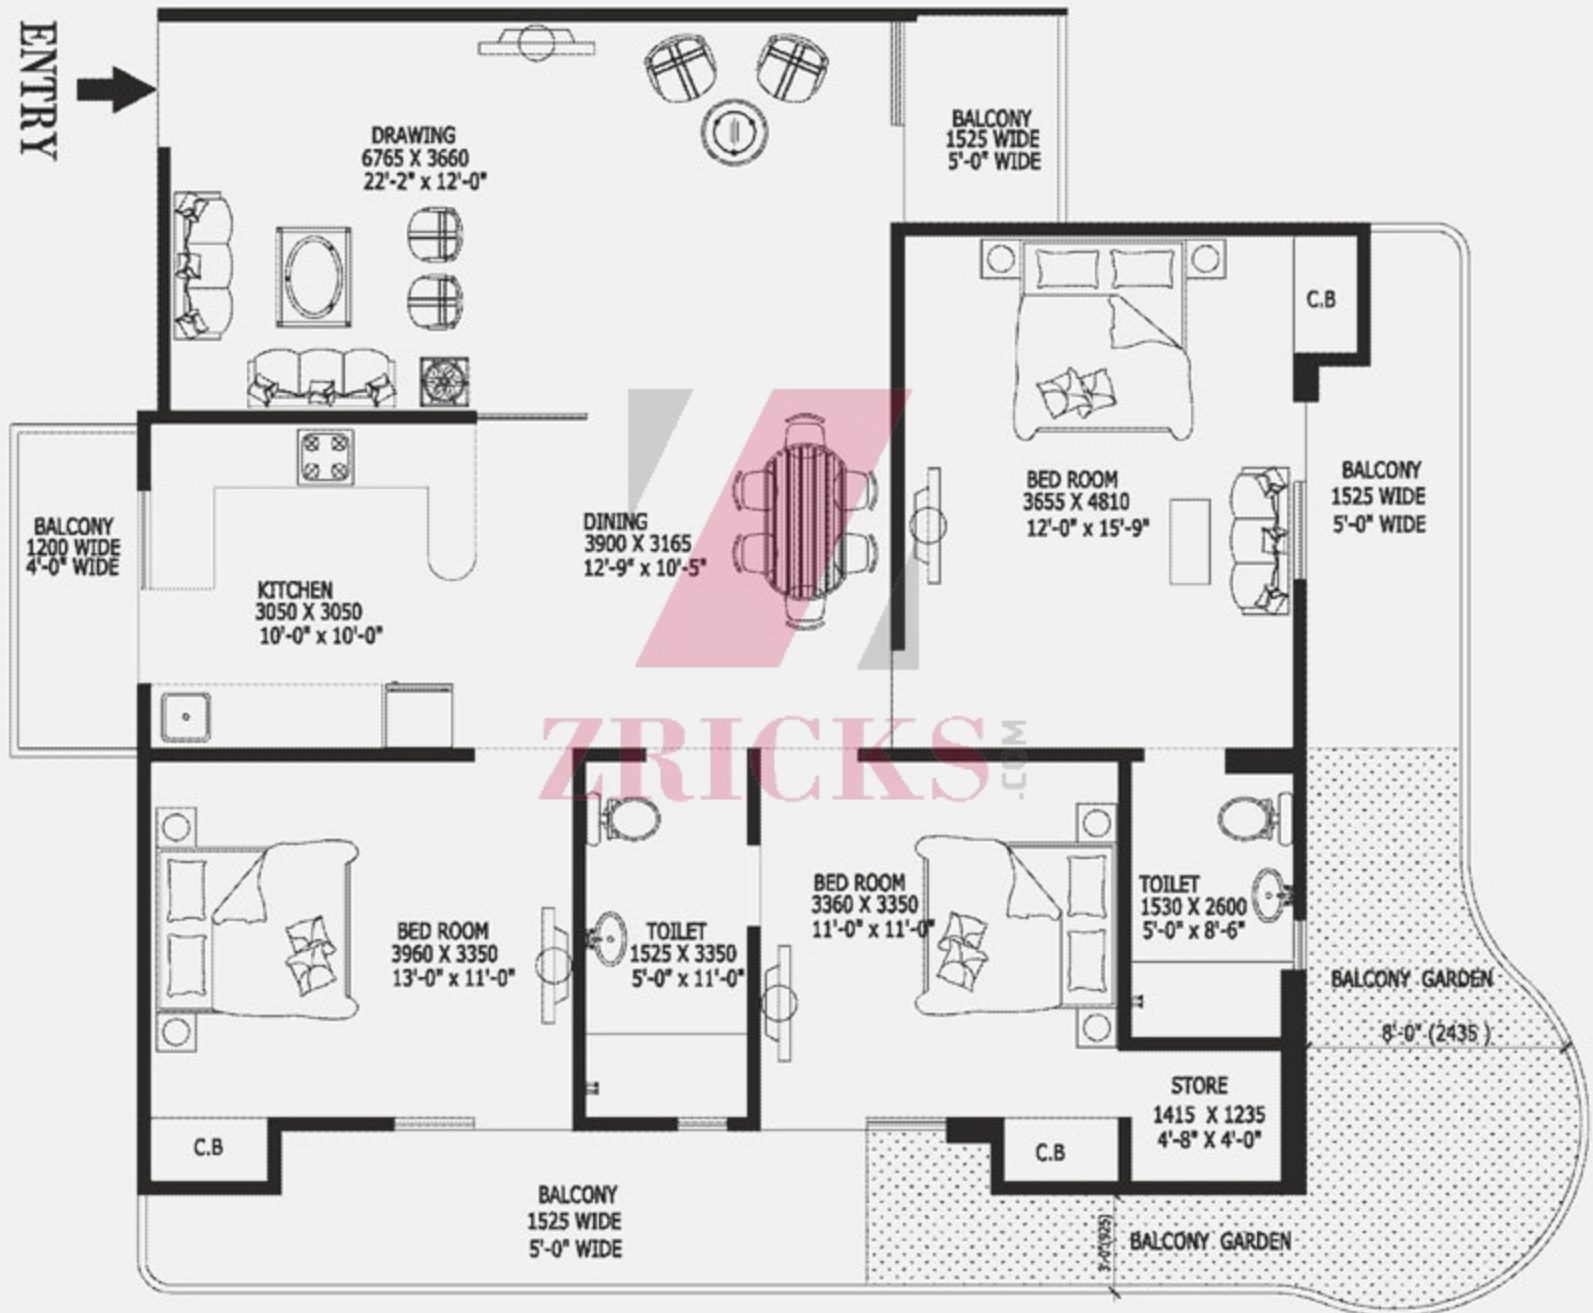 ENTRY
DRAWING
6765 X 3660
22'-2" x 12'-0"
BALCONY
1525 WIDE
5'-0" WIDE
C.B
BED ROOM
3655 X 4810
12'-0" x 15'-9"
BALCONY
1525 WIDE
5'-0" WIDE
BALCONY
1200 WIDE
4'-0" WIDE
DINING
3900 X 3165
12'-9" x 10'-5"
KITCHEN
3050 X 3050
10'-0" x 10'-0"
ZRICKS
.COM
BED ROOM
3960 X 3350
13'-0" x 11'-0"
TOILET
1525 X 3350
5'-0" x 11'-0"
BED ROOM
3360 X 3350
11'-0" x 11'-0"
TOILET
1530 X 2600
5'-0" x 8'-6"
BALCONY GARDEN
8'-0" (2435 )
STORE
1415 X 1235
4'-8" X 4'-0"
C.B
C.B
BALCONY
1525 WIDE
5'-0" WIDE
3'-0"(925)
BALCONY GARDEN